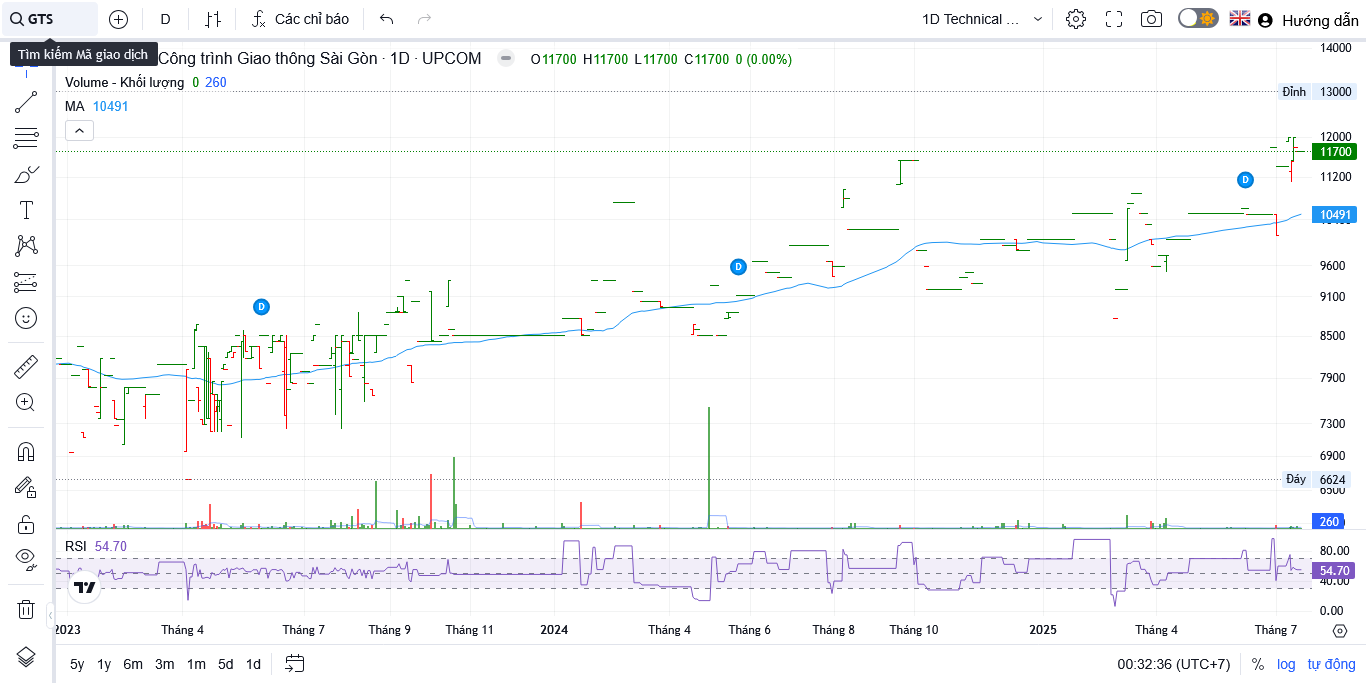 GTS
D
Các chỉ báo
1D Technical ...
Hướng dẫn
Tìm kiếm Mã giao dịch
Công trình Giao thông Sài Gòn · 1D · UPCOM
O11700 H11700 L11700 C11700 0 (0.00%)
Volume - Khối lượng 0 260
MA 10491
14000
Đỉnh 13000
12000
11700
11200
10491
9600
9100
8500
7900
7300
6900
Đáy 6624
6500
260
D
D
D
RSI 54.70
80.00
54.70
40.00
0.00
2023 Tháng 4 Tháng 7 Tháng 9 Tháng 11 2024 Tháng 4 Tháng 6 Tháng 8 Tháng 10 2025 Tháng 4 Tháng 7
5y 1y 6m 3m 1m 5d 1d
00:32:36 (UTC+7) % log tự động